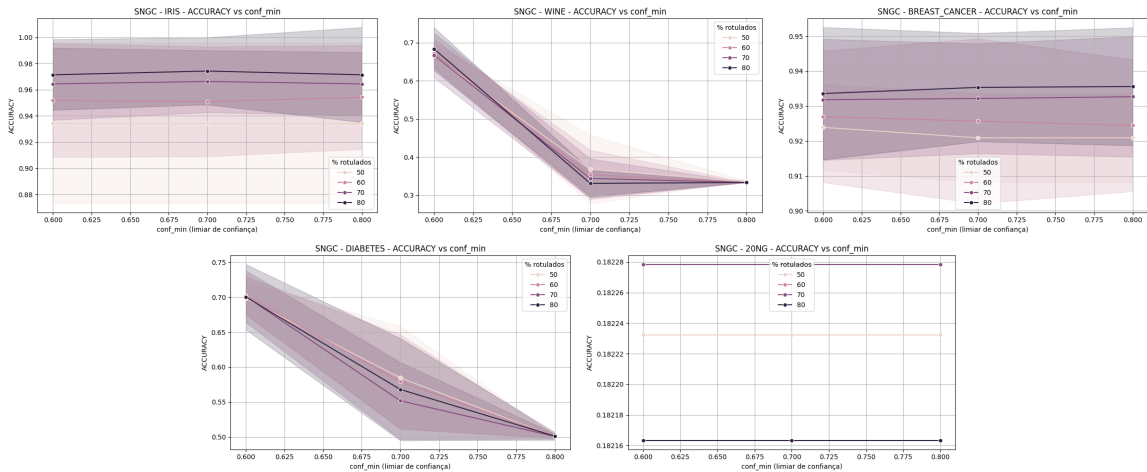 SNGC - IRIS - ACCURACY vs conf_min
ACCURACY
1.00
0.98
0.96
0.94
0.92
0.90
0.88
% rotulados
50
60
70
80
0.600 0.625 0.650 0.675 0.700 0.725 0.750 0.775 0.800
conf_min (limiar de confiança)
SNGC - WINE - ACCURACY vs conf_min
ACCURACY
0.7
0.6
0.5
0.4
0.3
% rotulados
50
60
70
80
0.600 0.625 0.650 0.675 0.700 0.725 0.750 0.775 0.800
conf_min (limiar de confiança)
SNGC - BREAST_CANCER - ACCURACY vs conf_min
ACCURACY
0.95
0.94
0.93
0.92
0.91
0.90
% rotulados
50
60
70
80
0.600 0.625 0.650 0.675 0.700 0.725 0.750 0.775 0.800
conf_min (limiar de confiança)
SNGC - DIABETES - ACCURACY vs conf_min
ACCURACY
0.75
0.70
0.65
0.60
0.55
0.50
% rotulados
50
60
70
80
0.600 0.625 0.650 0.675 0.700 0.725 0.750 0.775 0.800
conf_min (limiar de confiança)
SNGC - 20NG - ACCURACY vs conf_min
ACCURACY
0.18228
0.18226
0.18224
0.18222
0.18220
0.18218
0.18216
% rotulados
50
60
70
80
0.600 0.625 0.650 0.675 0.700 0.725 0.750 0.775 0.800
conf_min (limiar de confiança)